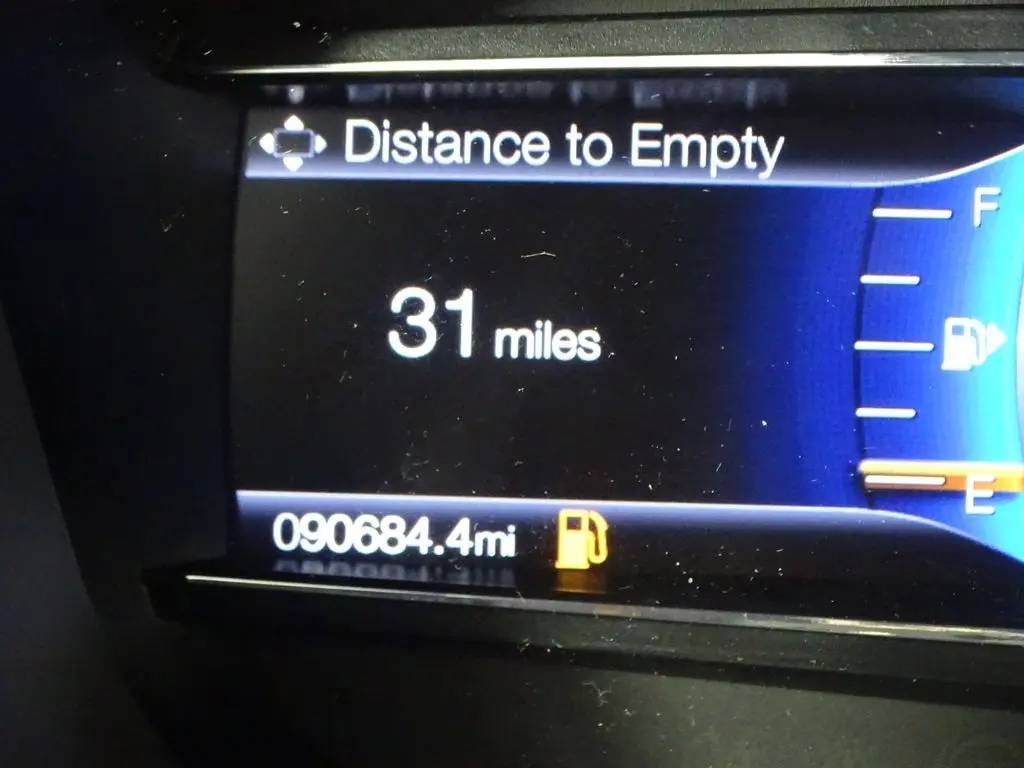 Distance to Empty
F
31 miles
E
090684.4mi